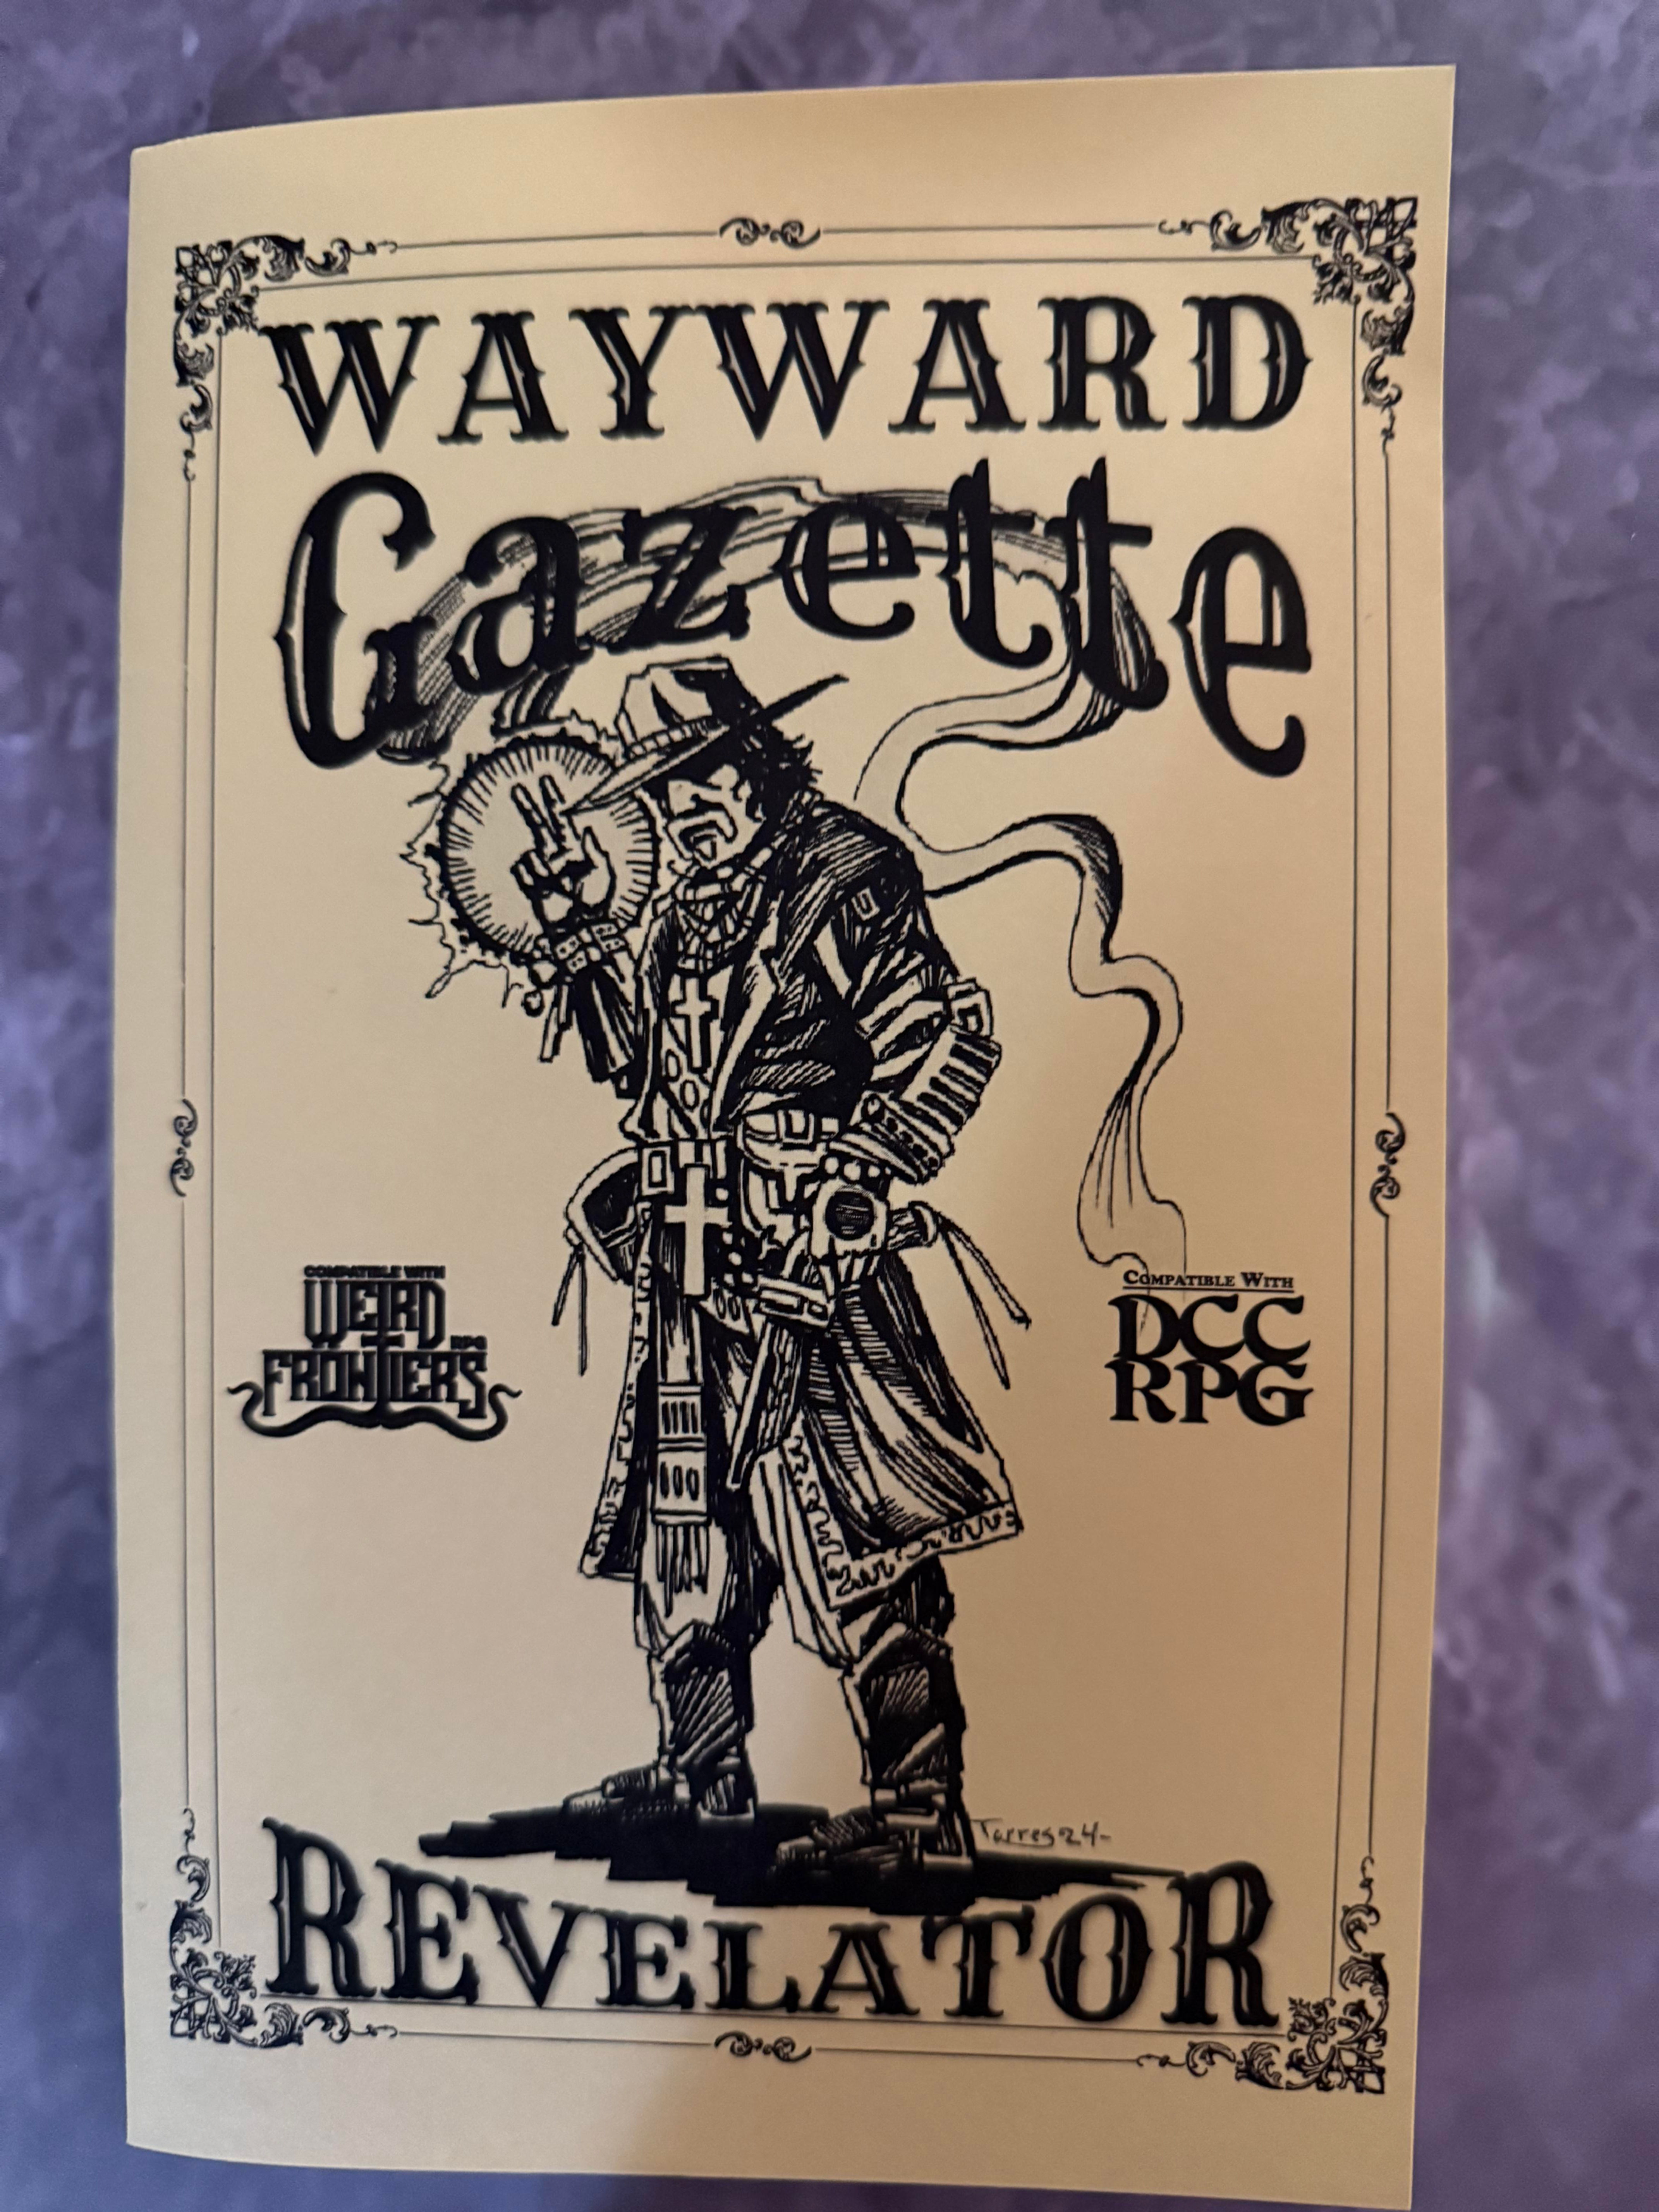 WAYWARD
Gazette
COMPATIBLE WITH
WEIRD
FRONTIERS RPG
COMPATIBLE WITH
DCC
RPG
Torres 24-
REVELATOR